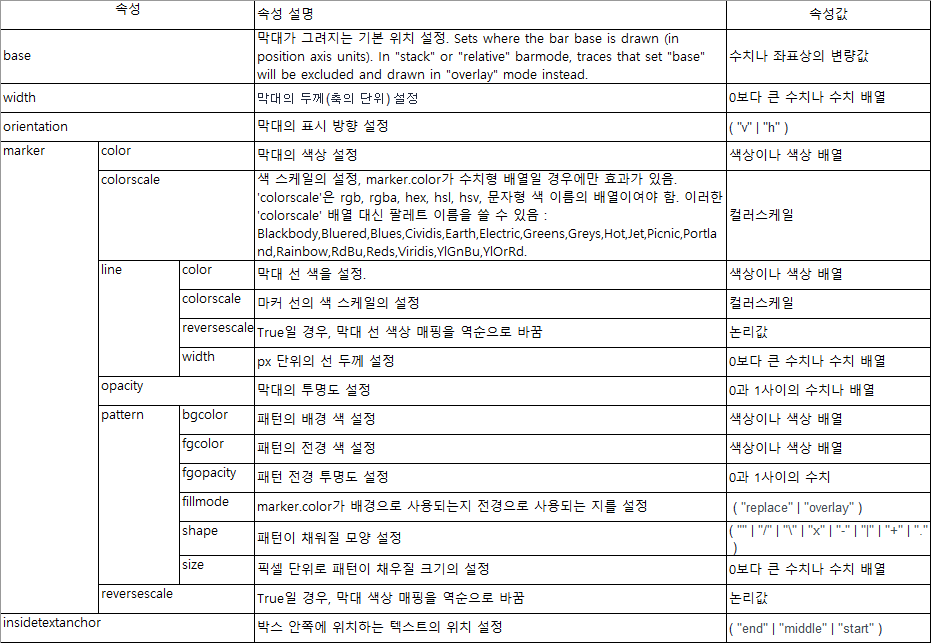 속성 속성 설명 속성값
base 막대가 그려지는 기본 위치 설정. Sets where the bar base is drawn (in position axis units). In "stack" or "relative" barmode, traces that set "base" will be excluded and drawn in "overlay" mode instead. 수치나 좌표상의 변량값
width 막대의 두께(축의 단위) 설정 0보다 큰 수치나 수치 배열
orientation 막대의 표시 방향 설정 ( "v" | "h" )
marker color 막대의 색상 설정 색상이나 색상 배열
colorscale 색 스케일의 설정, marker.color가 수치형 배열일 경우에만 효과가 있음. 'colorscale'은 rgb, rgba, hex, hsl, hsv, 문자형 색 이름의 배열이여야 함. 이러한 'colorscale' 배열 대신 팔레트 이름을 쓸 수 있음 : Blackbody,Bluered,Blues,Cividis,Earth,Electric,Greens,Greys,Hot,Jet,Picnic,Portland,Rainbow,RdBu,Reds,Viridis,YlGnBu,YlOrRd. 컬러스케일
line color 막대 선 색을 설정. 색상이나 색상 배열
colorscale 마커 선의 색 스케일의 설정 컬러스케일
reversescale True일 경우, 막대 선 색상 매핑을 역순으로 바꿈 논리값
width px 단위의 선 두께 설정 0보다 큰 수치나 수치 배열
opacity 막대의 투명도 설정 0과 1사이의 수치나 배열
pattern bgcolor 패턴의 배경 색 설정 색상이나 색상 배열
fgcolor 패턴의 전경 색 설정 색상이나 색상 배열
fgopacity 패턴 전경 투명도 설정 0과 1사이의 수치
fillmode marker.color가 배경으로 사용되는지 전경으로 사용되는 지를 설정 ( "replace" | "overlay" )
shape 패턴이 채워질 모양 설정 ( "" | "/" | "\" | "x" | "-" | "|" | "+" | "." )
size 픽셀 단위로 패턴이 채우질 크기의 설정 0보다 큰 수치나 수치 배열
reversescale True일 경우, 막대 색상 매핑을 역순으로 바꿈 논리값
insidetextanchor 박스 안쪽에 위치하는 텍스트의 위치 설정 ( "end" | "middle" | "start" )